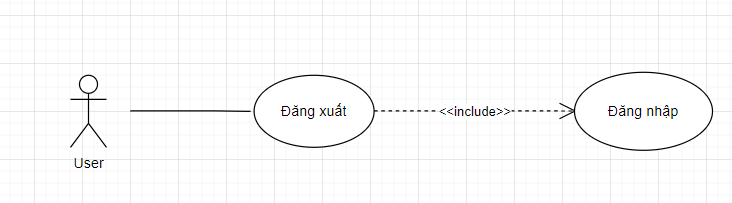 Đăng xuất
<<include>>
Đăng nhập
User